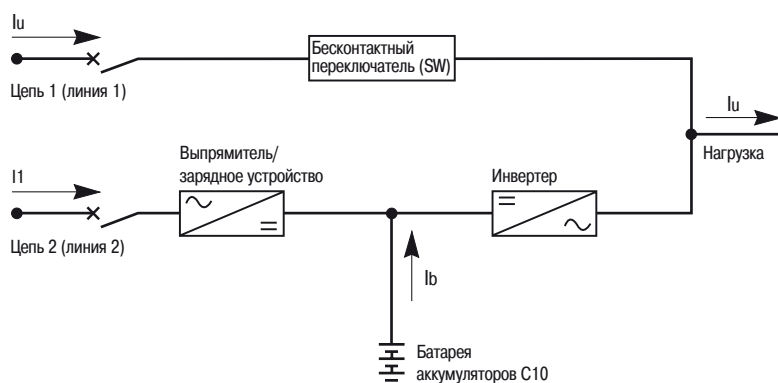 Iu
Бесконтактный
переключатель (SW)
Цепь 1 (линия 1)
Iu
Нагрузка
I1
Выпрямитель/
зарядное устройство
Инвертер
Цепь 2 (линия 2)
Ib
Батарея
аккумуляторов C10